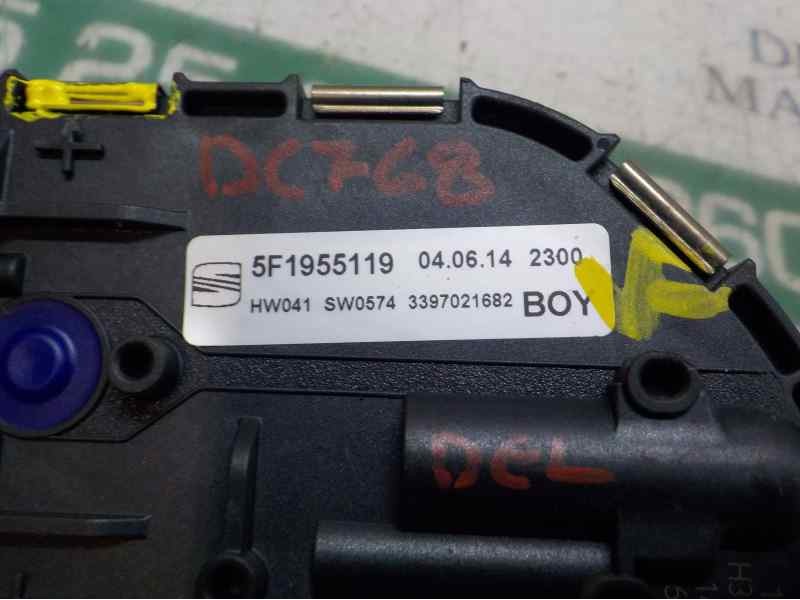 DC768
5F1955119 04.06.14 2300
HW041 SW0574 3397021682 BOY
DEL